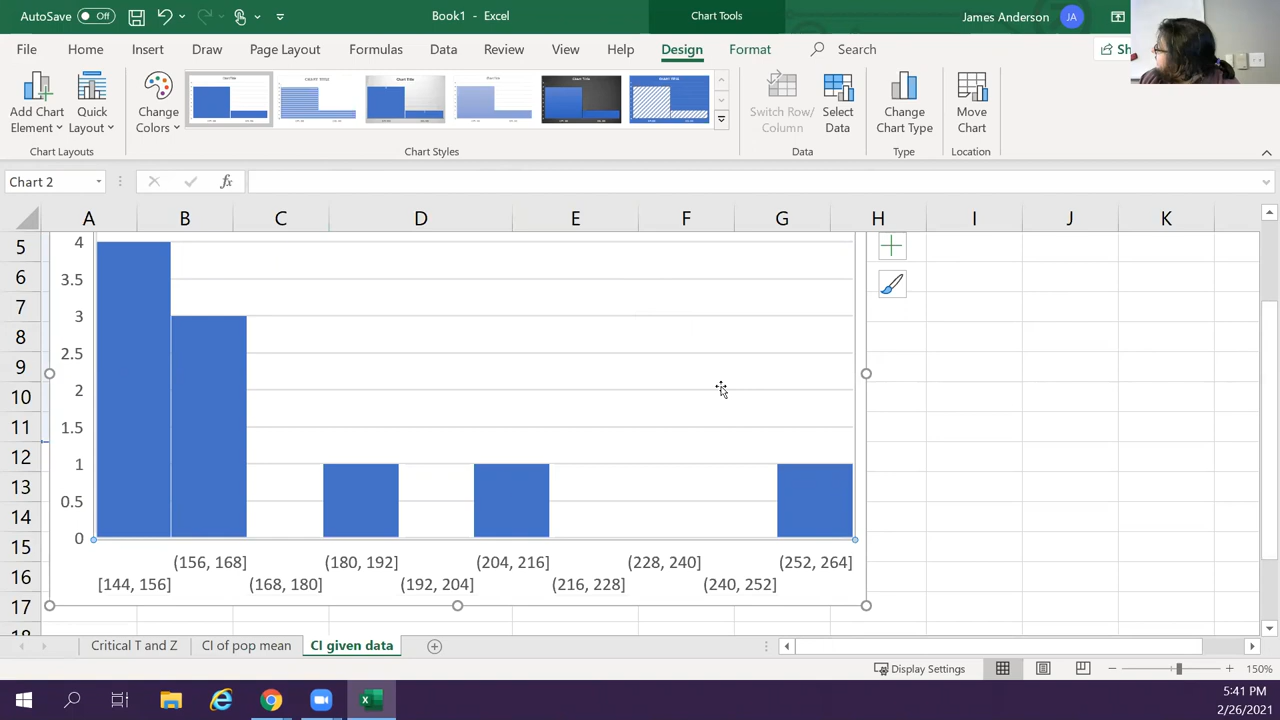 AutoSave Off Book1 - Excel Chart Tools James Anderson JA
File Home Insert Draw Page Layout Formulas Data Review View Help Design Format Search Sh
Add Chart Element Quick Layout Change Colors Switch Row/ Column Select Data Change Chart Type Move Chart
Chart Layouts Chart Styles Data Type Location
Chart 2 fx
A B C D E F G H I J K
5 4
6 3.5
7 3
8 2.5
9
10 2
11 1.5
12 1
13 0.5
14
15 0
(156, 168] (180, 192] (204, 216] (228, 240] (252, 264]
16 [144, 156] (168, 180] (192, 204] (216, 228] (240, 252]
17
18
Critical T and Z CI of pop mean CI given data
Display Settings 150%
5:41 PM
2/26/2021